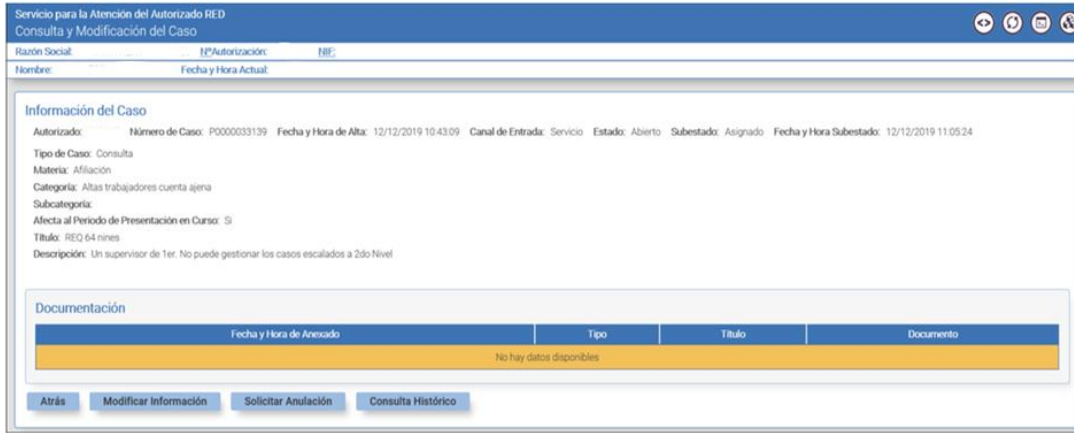 Servicio para la Atención del Autorizado RED
Consulta y Modificación del Caso
Razón Social: NºAutorización: NIF:
Nombre: Fecha y Hora Actual:
Información del Caso
Autorizado: Número de Caso: P0000033139 Fecha y Hora de Alta: 12/12/2019 10:43:09 Canal de Entrada: Servicio Estado: Abierto Subestado: Asignado Fecha y Hora Subestado: 12/12/2019 11:05:24
Tipo de Caso: Consulta
Materia: Afiliación
Categoría: Altas trabajadores cuenta ajena
Subcategoría:
Afecta al Periodo de Presentación en Curso: Si
Título: REQ 64 nines
Descripción: Un supervisor de 1er. No puede gestionar los casos escalados a 2do Nivel
Documentación
Fecha y Hora de Anexado Tipo Título Documento
No hay datos disponibles
Atrás Modificar Información Solicitar Anulación Consulta Histórico